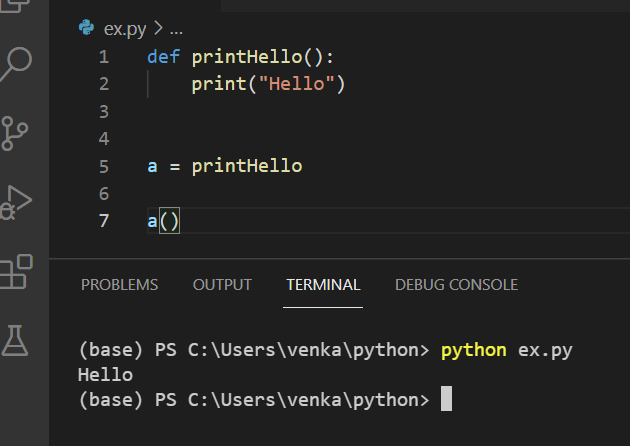 ex.py > ...
1 def printHello():
2     print("Hello")
3
4
5 a = printHello
6
7 a()
PROBLEMS OUTPUT TERMINAL DEBUG CONSOLE
(base) PS C:\Users\venka\python> python ex.py
Hello
(base) PS C:\Users\venka\python>